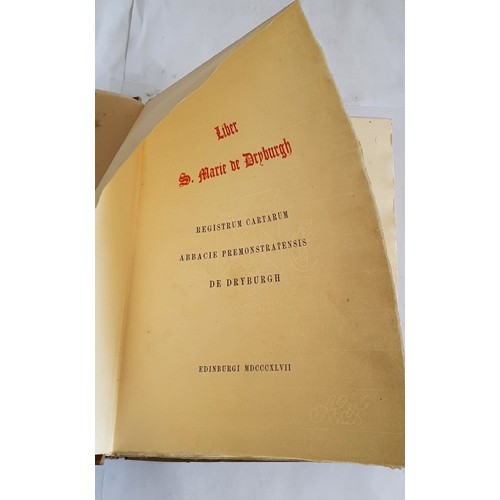 Liber
S. Marie de Dryburgh
REGISTRUM CARTARUM
ABBACIE PREMONSTRATENSIS
DE DRYBURGH
EDINBURGI MDCCCXLVII